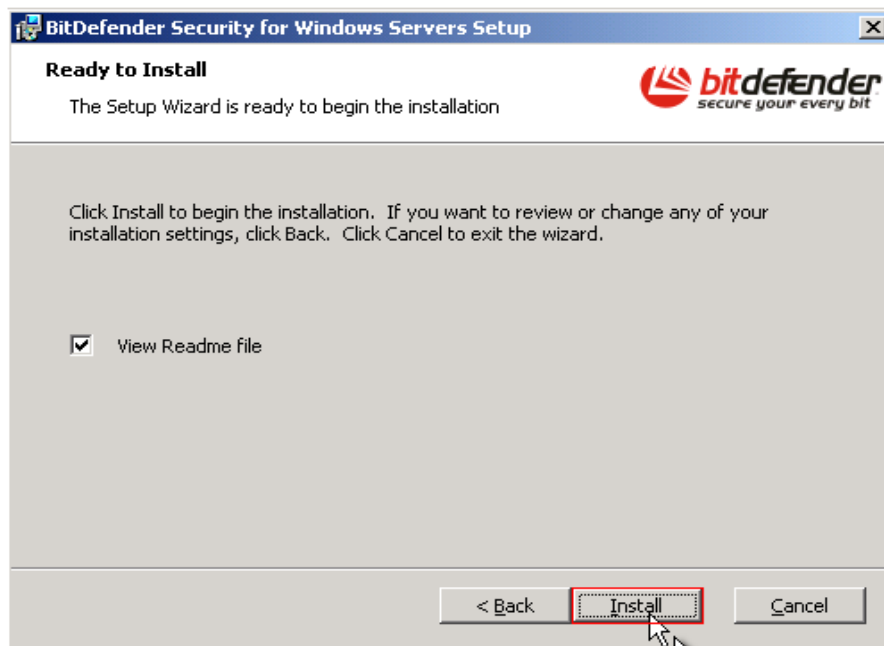 BitDefender Security for Windows Servers Setup
Ready to Install
The Setup Wizard is ready to begin the installation
bitdefender
secure your every bit
Click Install to begin the installation. If you want to review or change any of your
installation settings, click Back. Click Cancel to exit the wizard.
View Readme file
< Back
Install
Cancel